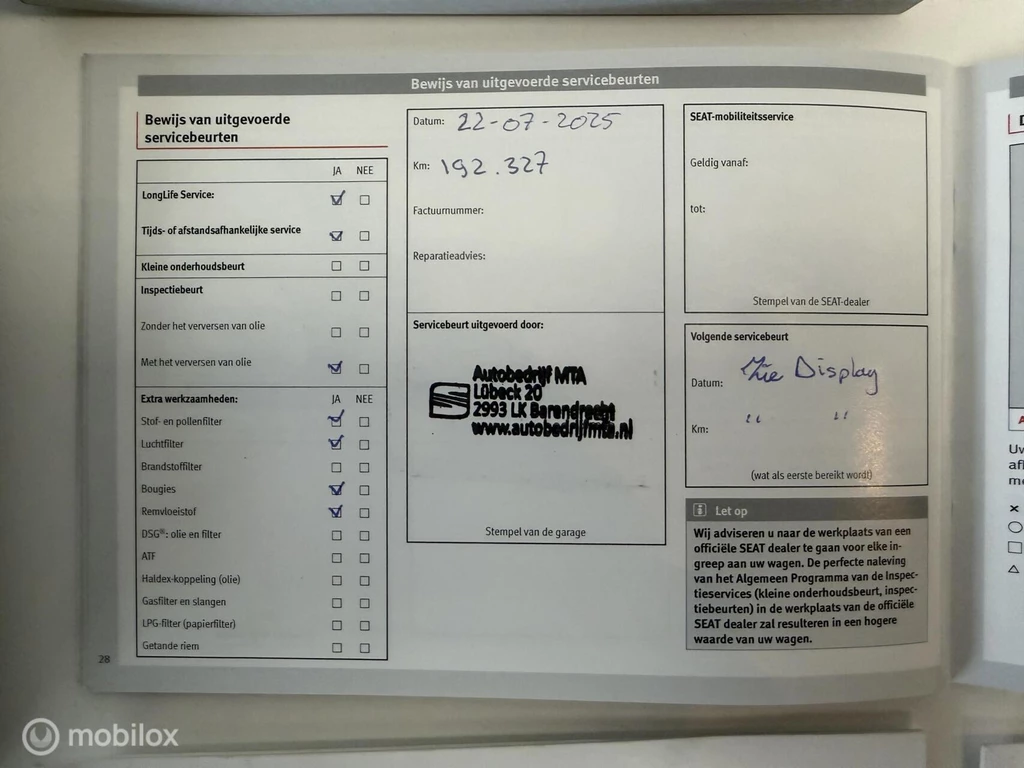 Bewijs van uitgevoerde servicebeurten
Bewijs van uitgevoerde
servicebeurten
JA NEE
LongLife Service:
Tijds- of afstandsafhankelijke service
Kleine onderhoudsbeurt
Inspectiebeurt
Zonder het verversen van olie
Met het verversen van olie
Extra werkzaamheden: JA NEE
Stof- en pollenfilter
Luchtfilter
Brandstoffilter
Bougies
Remvloeistof
DSG®: olie en filter
ATF
Haldex-koppeling (olie)
Gasfilter en slangen
LPG-filter (papierfilter)
Getande riem
28
Datum: 22-07-2025
Km: 192.327
Factuurnummer:
Reparatieadvies:
Servicebeurt uitgevoerd door:
Autobedrijf MTA
Lübeck 20
2993 LK Barendrecht
www.autobedrijfmta.nl
Stempel van de garage
SEAT-mobiliteitsservice
Geldig vanaf:
tot:
Stempel van de SEAT-dealer
Volgende servicebeurt
Datum: Zie Display
Km: " "
(wat als eerste bereikt wordt)
i Let op
Wij adviseren u naar de werkplaats van een
officiële SEAT dealer te gaan voor elke in-
greep aan uw wagen. De perfecte naleving
van het Algemeen Programma van de Inspec-
tieservices (kleine onderhoudsbeurt, inspec-
tiebeurten) in de werkplaats van de officiële
SEAT dealer zal resulteren in een hogere
waarde van uw wagen.
mobilox